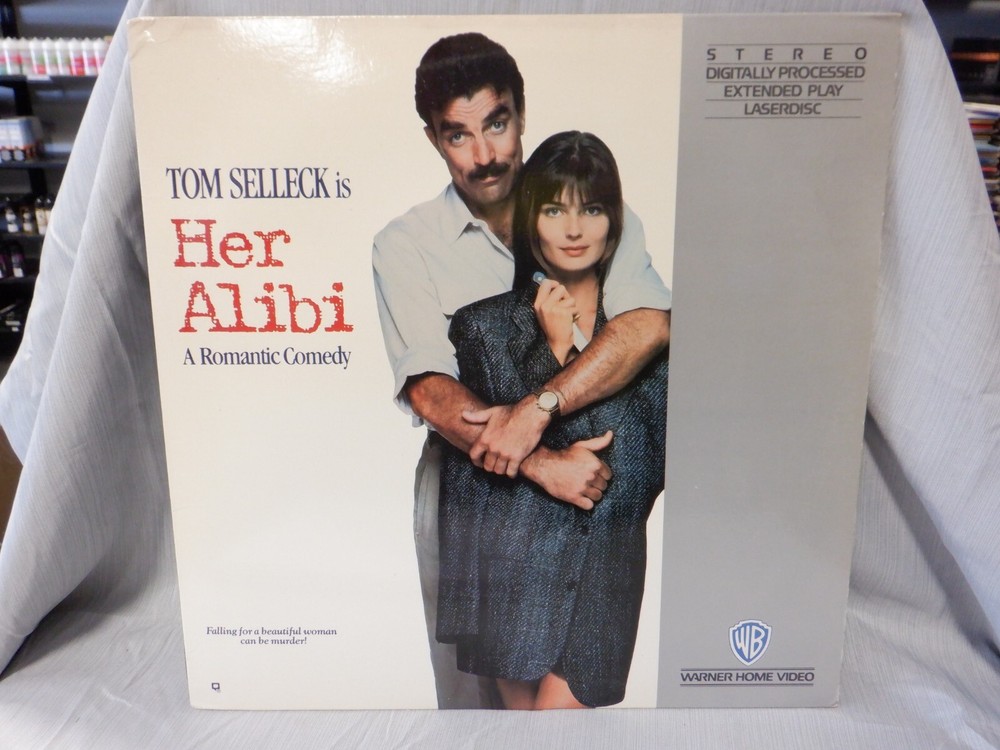 TOM SELLECK is
Her
Alibi
A Romantic Comedy
Falling for a beautiful woman
can be murder!
STEREO
DIGITALLY PROCESSED
EXTENDED PLAY
LASERDISC
WB
WARNER HOME VIDEO